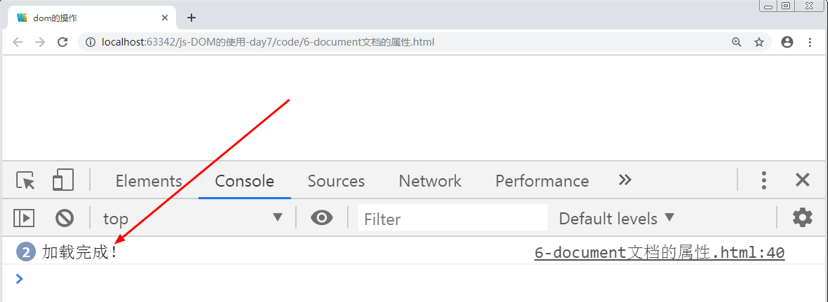 dom的操作
localhost:63342/js-DOM的使用-day7/code/6-document文档的属性.html
Elements Console Sources Network Performance
top Filter Default levels
2 加载完成! 6-document文档的属性.html:40